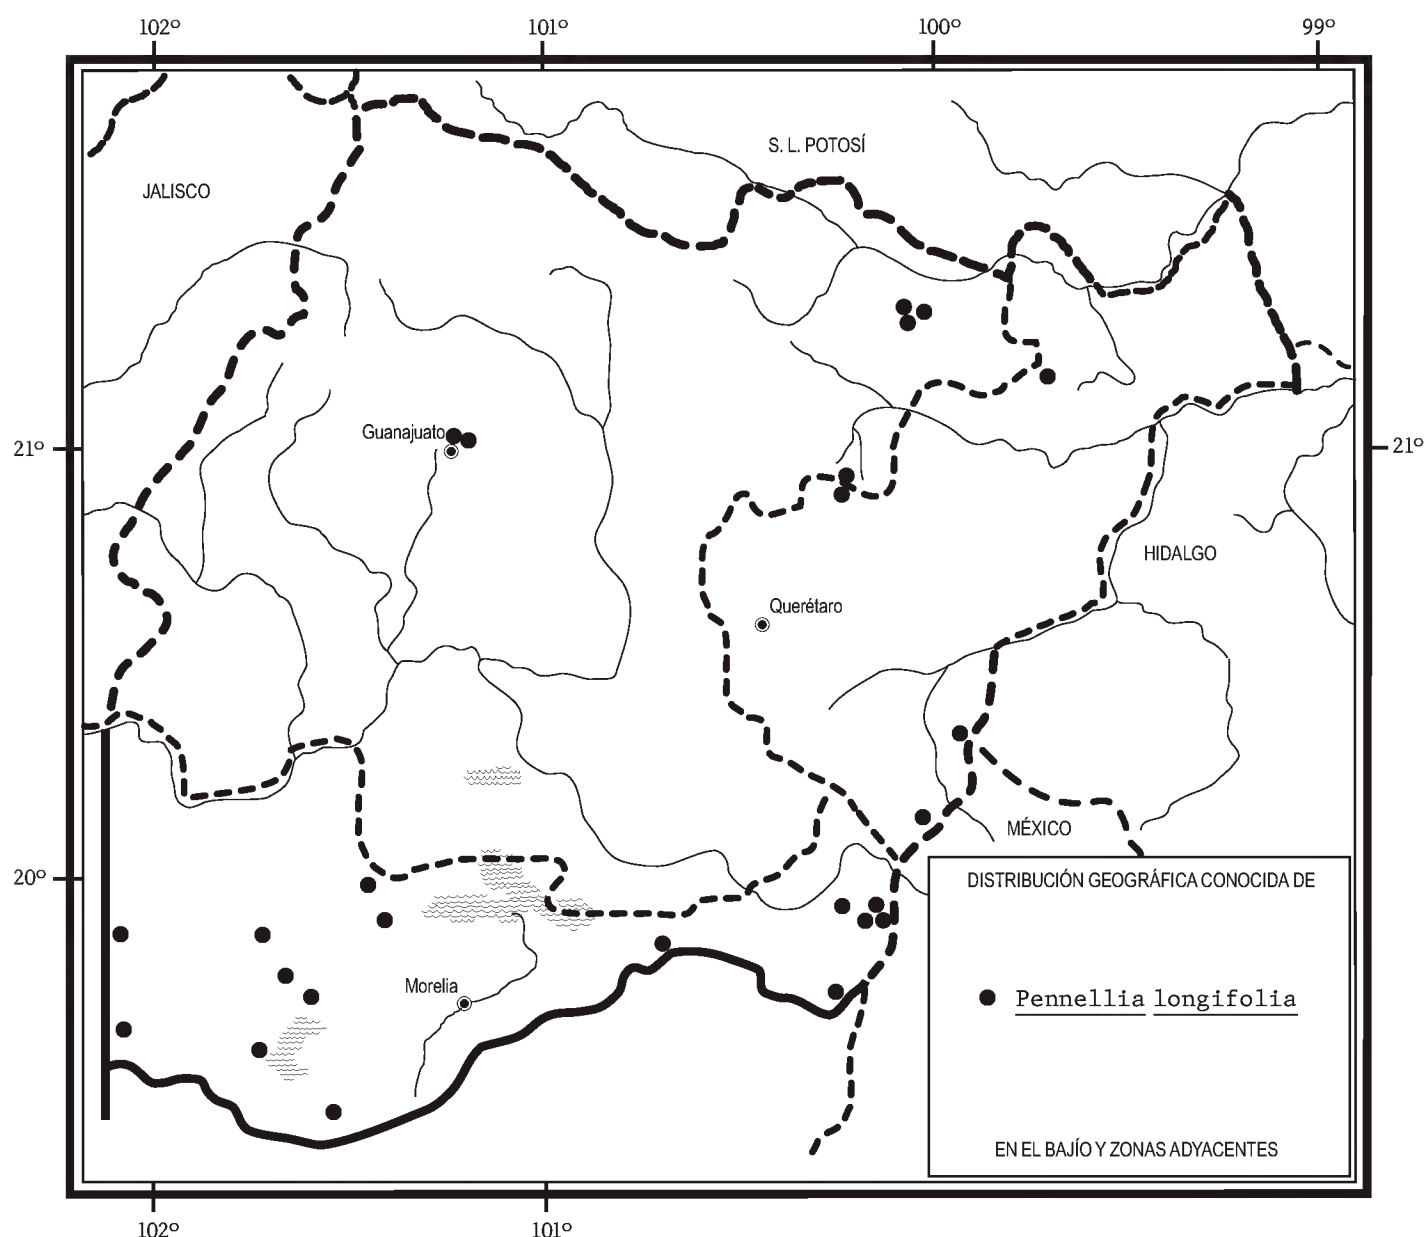 102º
101º
100º
99º
S. L. POTOSÍ
JALISCO
Guanajuato
21º
21º
HIDALGO
Querétaro
MÉXICO
20º
DISTRIBUCIÓN GEOGRÁFICA CONOCIDA DE
Morelia
Pennellia longifolia
EN EL BAJÍO Y ZONAS ADYACENTES
102º
101º